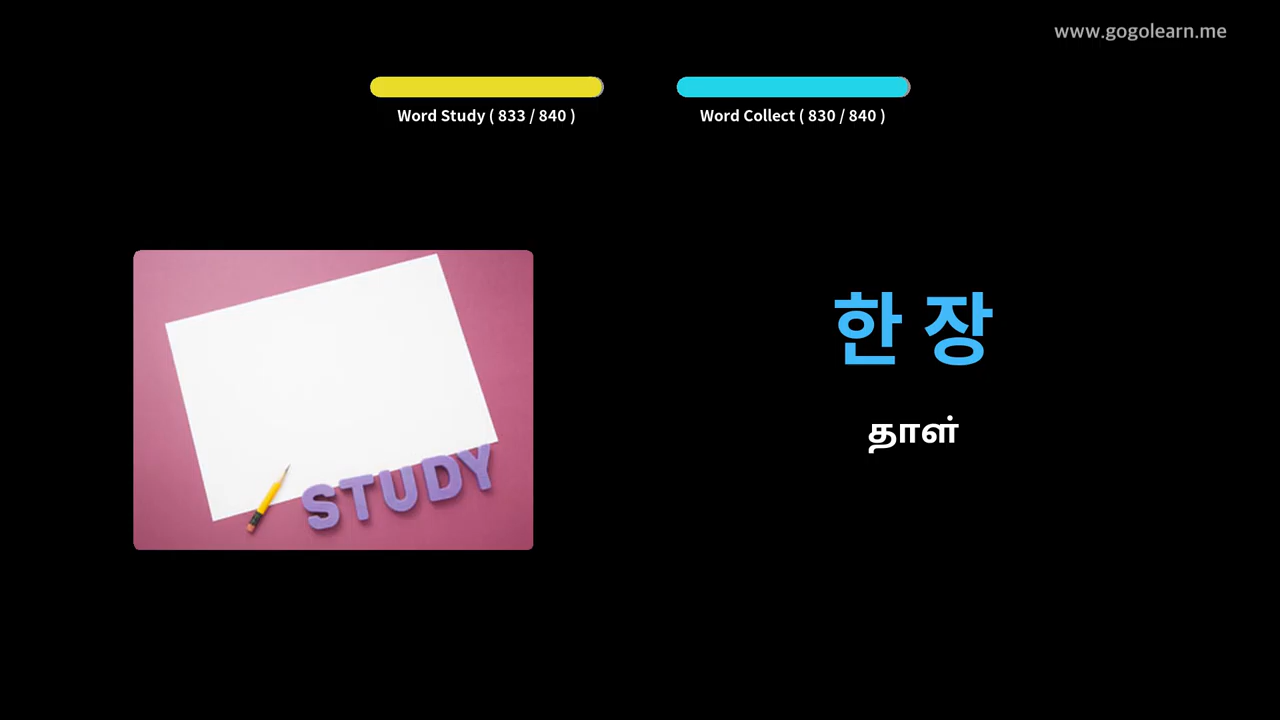 www.gogolearn.me
Word Study ( 833 / 840 )
Word Collect ( 830 / 840 )
한 장
தாள்
STUDY